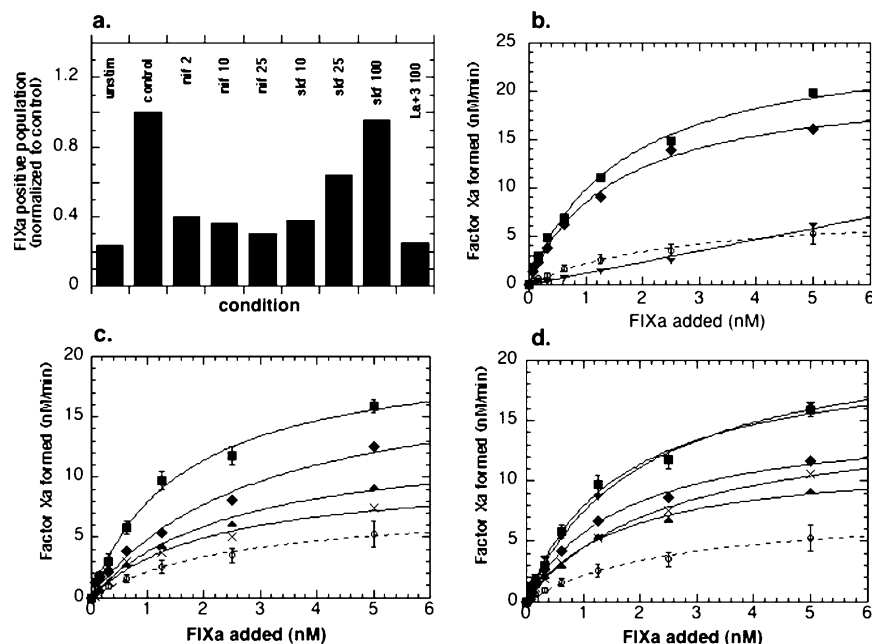 a.
FIXa positive population
(normalized to control)
1.2
0.8
0.4
0
unstim
control
nif 2
nif 10
nif 25
skf 10
skf 25
skf 100
La+3 100
condition
b.
Factor Xa formed (nM/min)
25
20
15
10
5
0
0 1 2 3 4 5 6
FIXa added (nM)
c.
Factor Xa formed (nM/min)
20
15
10
5
0
0 1 2 3 4 5 6
FIXa added (nM)
d.
Factor Xa formed (nM/min)
20
15
10
5
0
0 1 2 3 4 5 6
FIXa added (nM)